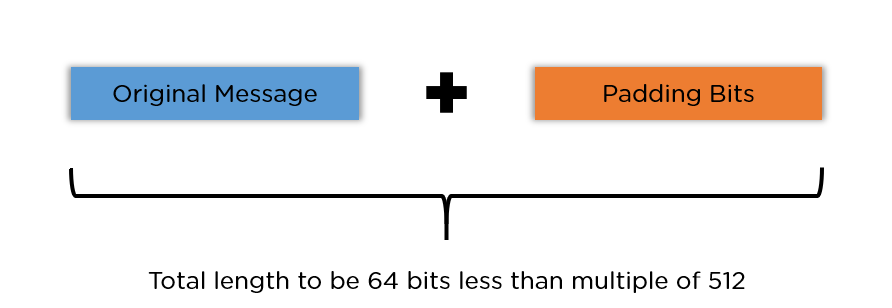 Original Message
Padding Bits
Total length to be 64 bits less than multiple of 512